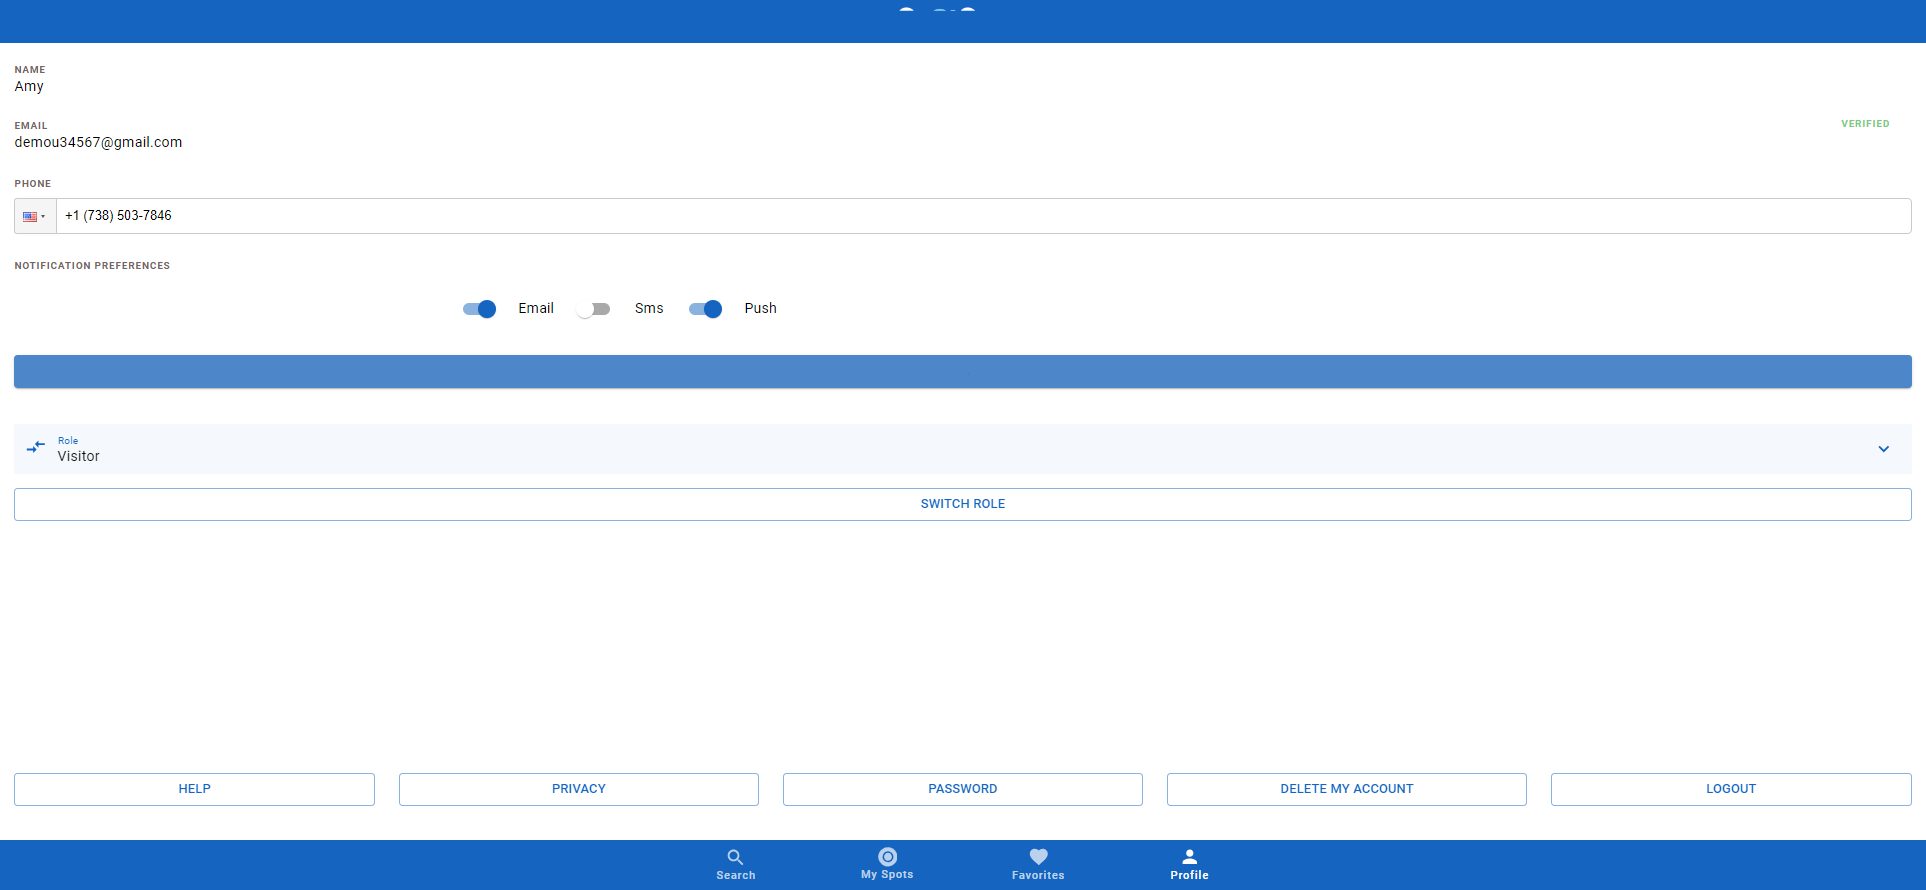 NAME
Amy
EMAIL
VERIFIED
demou34567@gmail.com
PHONE
+1 (738) 503-7846
NOTIFICATION PREFERENCES
Email Sms Push
Role
Visitor
SWITCH ROLE
HELP PRIVACY PASSWORD DELETE MY ACCOUNT LOGOUT
Search My Spots Favorites Profile